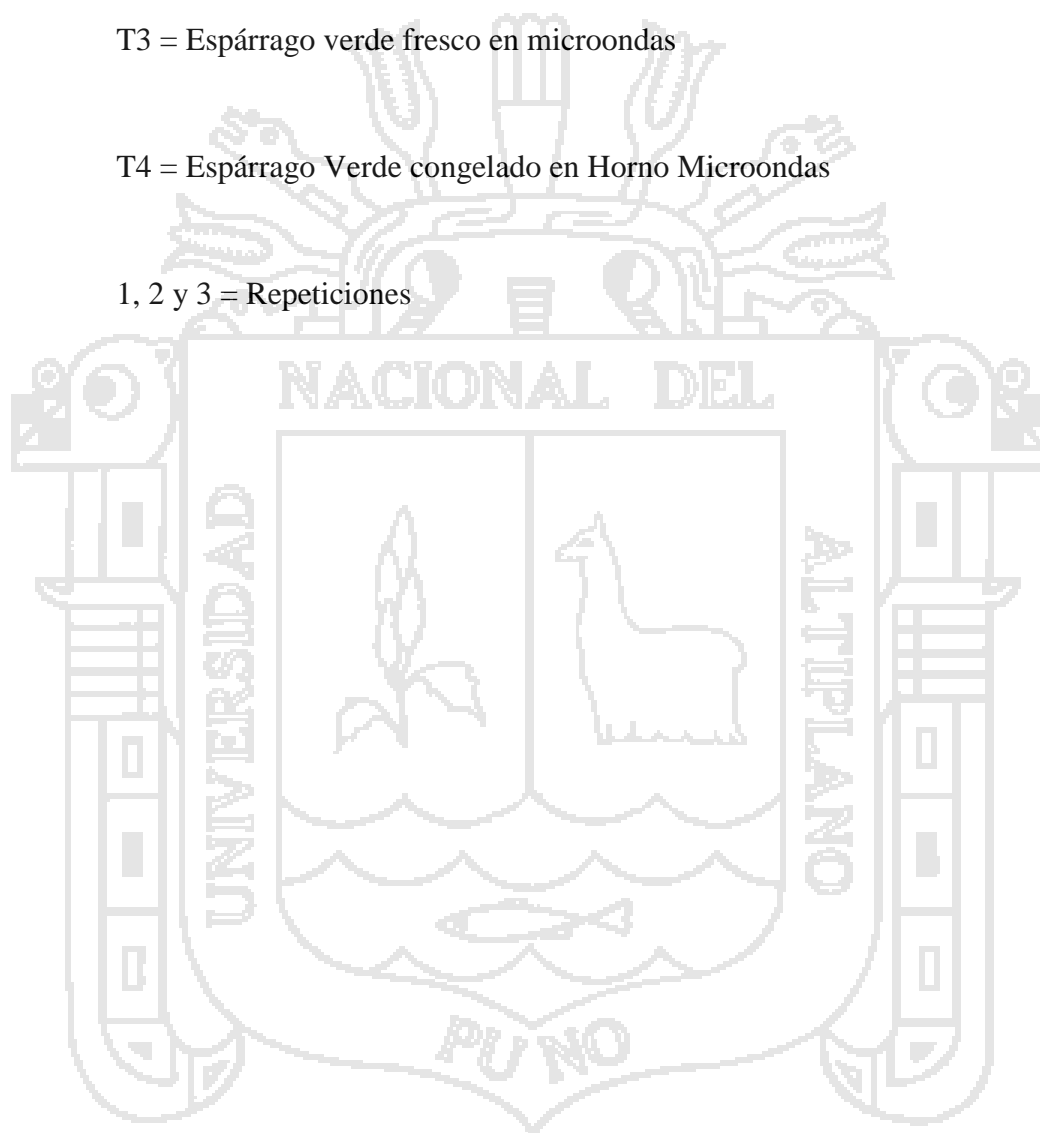 T3 = Espárrago verde fresco en microondas
T4 = Espárrago Verde congelado en Horno Microondas
1, 2 y 3 = Repeticiones
NACIONAL DEL
UNIVERSIDAD
ALTIPLANO
PUNO